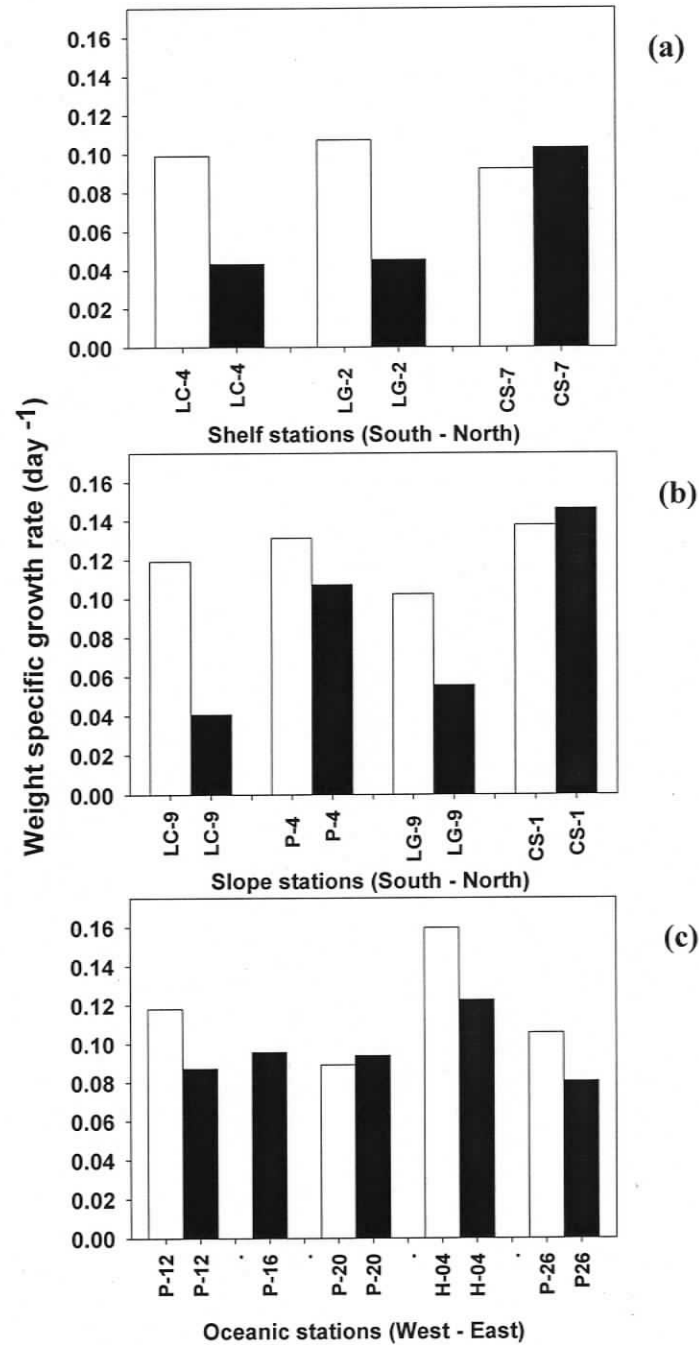 (a)
0.16
0.14
0.12
0.10
0.08
0.06
0.04
0.02
0.00
LC-4
LC-4
LG-2
LG-2
CS-7
CS-7
Shelf stations (South - North)
Weight specific growth rate (day -1)
(b)
0.16
0.14
0.12
0.10
0.08
0.06
0.04
0.02
0.00
LC-9
LC-9
P-4
P-4
LG-9
LG-9
CS-1
CS-1
Slope stations (South - North)
(c)
0.16
0.14
0.12
0.10
0.08
0.06
0.04
0.02
0.00
P-12
P-12
P-16
P-20
P-20
H-04
H-04
P-26
P26
Oceanic stations (West - East)